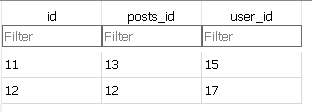 id posts_id user_id
Filter Filter Filter
11 13 15
12 12 17